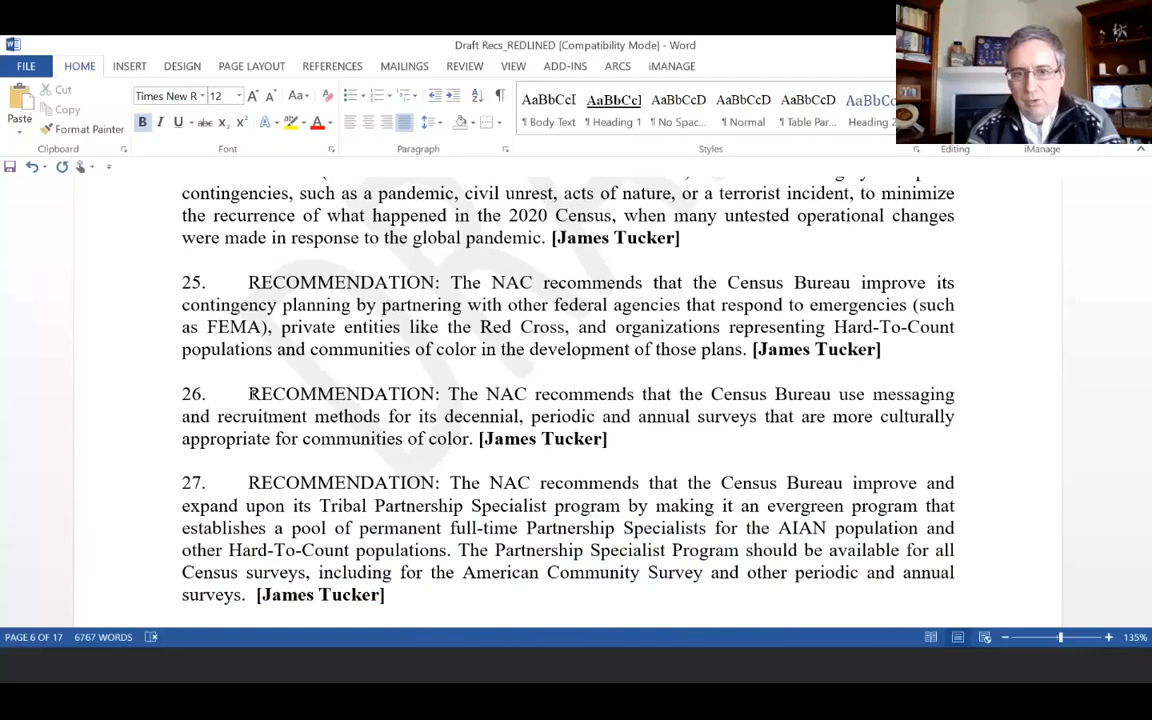 Draft Recs_REDLINED [Compatibility Mode] - Word
FILE HOME INSERT DESIGN PAGE LAYOUT REFERENCES MAILINGS REVIEW VIEW ADD-INS ARCS iMANAGE
Paste
Cut
Copy
Format Painter
Times New R 12
AaBbCcI AaBbCcI AaBbCcD AaBbCcD AaBbCcD AaBbCc
¶ Body Text ¶ Heading 1 ¶ No Spac... ¶ Normal ¶ Table Par... Heading 2
Clipboard Font Paragraph Styles Editing iManage
contingencies, such as a pandemic, civil unrest, acts of nature, or a terrorist incident, to minimize
the recurrence of what happened in the 2020 Census, when many untested operational changes
were made in response to the global pandemic. [James Tucker]
25. RECOMMENDATION: The NAC recommends that the Census Bureau improve its
contingency planning by partnering with other federal agencies that respond to emergencies (such
as FEMA), private entities like the Red Cross, and organizations representing Hard-To-Count
populations and communities of color in the development of those plans. [James Tucker]
26. RECOMMENDATION: The NAC recommends that the Census Bureau use messaging
and recruitment methods for its decennial, periodic and annual surveys that are more culturally
appropriate for communities of color. [James Tucker]
27. RECOMMENDATION: The NAC recommends that the Census Bureau improve and
expand upon its Tribal Partnership Specialist program by making it an evergreen program that
establishes a pool of permanent full-time Partnership Specialists for the AIAN population and
other Hard-To-Count populations. The Partnership Specialist Program should be available for all
Census surveys, including for the American Community Survey and other periodic and annual
surveys. [James Tucker]
PAGE 6 OF 17 6767 WORDS 135%